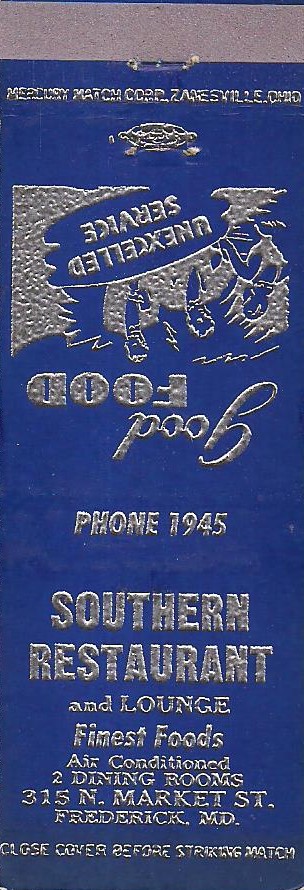 MERCURY MATCH CORP., ZANESVILLE, OHIO
Good
FOOD
UNEXCELLED
SERVICE
PHONE 1945
SOUTHERN
RESTAURANT
and LOUNGE
Finest Foods
Air Conditioned
2 DINING ROOMS
315 N. MARKET ST.
FREDERICK, MD.
CLOSE COVER BEFORE STRIKING MATCH